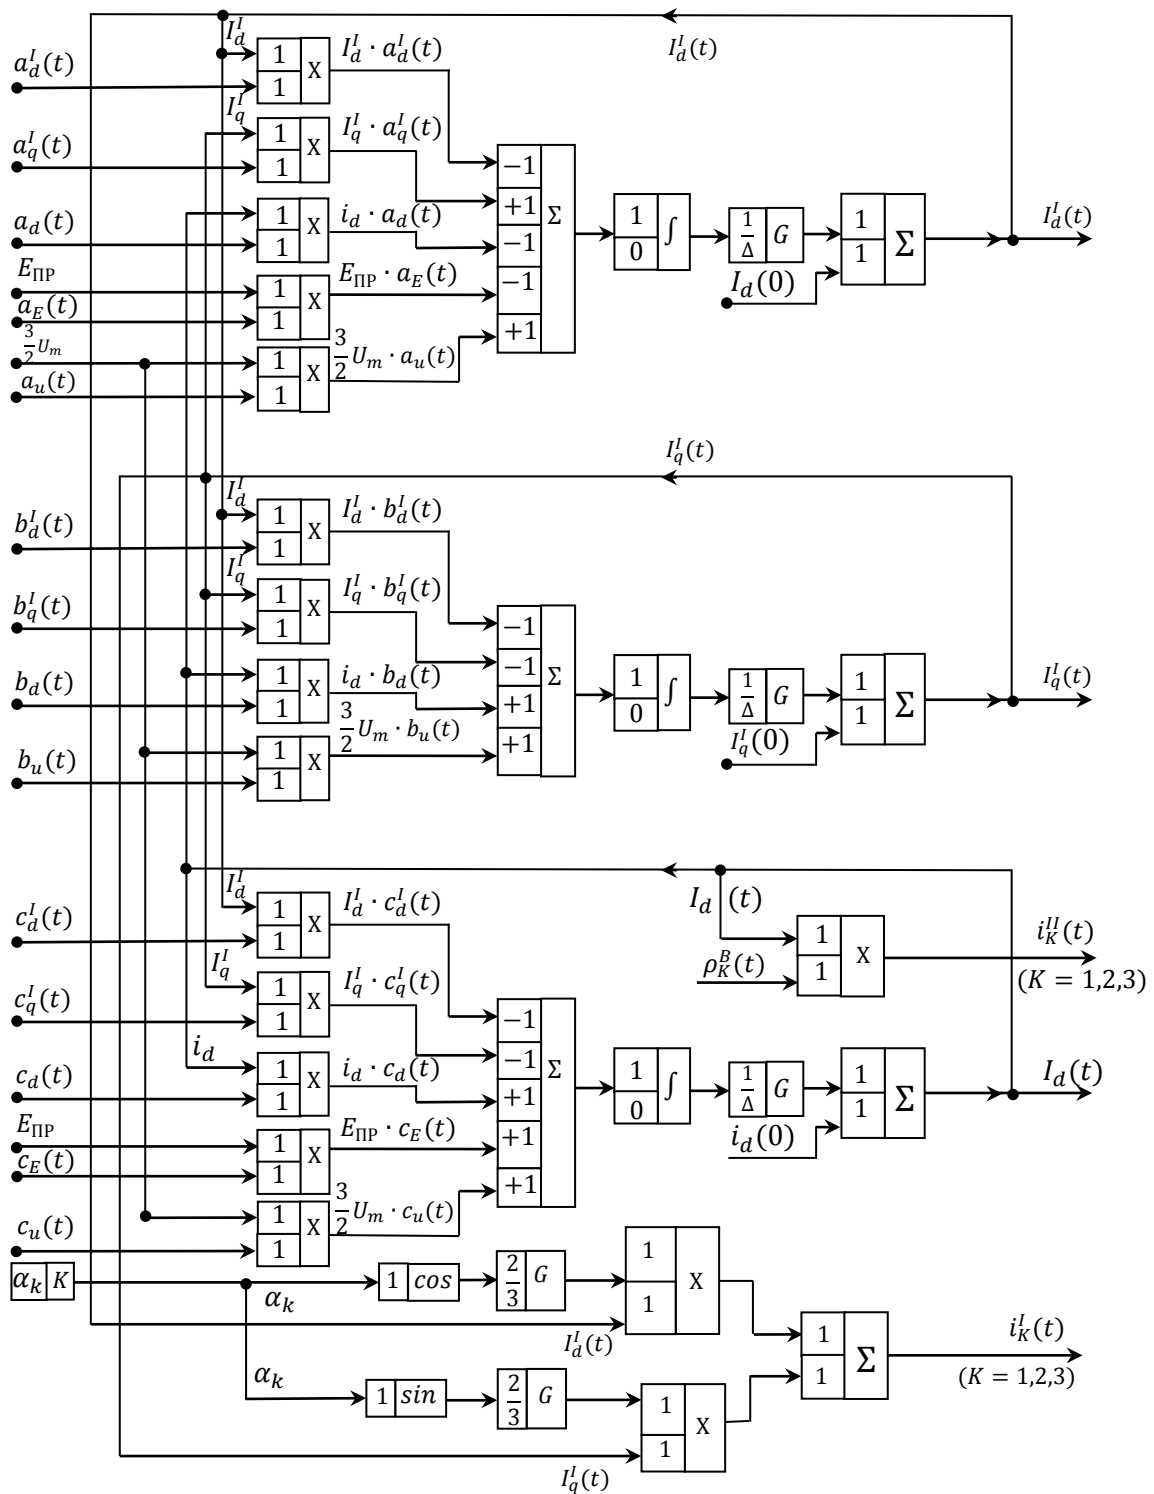 I_d^I
I_d^I(t)
a_d^I(t)
1
1
X
I_d^I · a_d^I(t)
I_q^I
a_q^I(t)
1
1
X
I_q^I · a_q^I(t)
−1
+1
−1
−1
+1
Σ
a_d(t)
1
1
X
i_d · a_d(t)
1
0
∫
1/Δ
G
1
1
Σ
I_d^I(t)
I_d(0)
E_ПР
a_E(t)
1
1
X
E_ПР · a_E(t)
3/2 U_m
a_u(t)
1
1
X
3/2 U_m · a_u(t)
I_q^I(t)
I_d^I
b_d^I(t)
1
1
X
I_d^I · b_d^I(t)
I_q^I
b_q^I(t)
1
1
X
I_q^I · b_q^I(t)
−1
−1
+1
+1
Σ
b_d(t)
1
1
X
i_d · b_d(t)
1
0
∫
1/Δ
G
1
1
Σ
I_q^I(t)
I_q^I(0)
b_u(t)
1
1
X
3/2 U_m · b_u(t)
I_d (t)
I_d^I
c_d^I(t)
1
1
X
I_d^I · c_d^I(t)
ρ_K^B(t)
1
1
X
i_K^II(t)
(K = 1,2,3)
I_q^I
c_q^I(t)
1
1
X
I_q^I · c_q^I(t)
−1
−1
+1
+1
+1
Σ
i_d
c_d(t)
1
1
X
i_d · c_d(t)
1
0
∫
1/Δ
G
1
1
Σ
I_d(t)
i_d(0)
E_ПР
c_E(t)
1
1
X
E_ПР · c_E(t)
c_u(t)
1
1
X
3/2 U_m · c_u(t)
α_k K
α_k
1 cos
2/3 G
1
1
X
I_d^I(t)
1
1
Σ
i_K^I(t)
(K = 1,2,3)
α_k
1 sin
2/3 G
1
1
X
I_q^I(t)